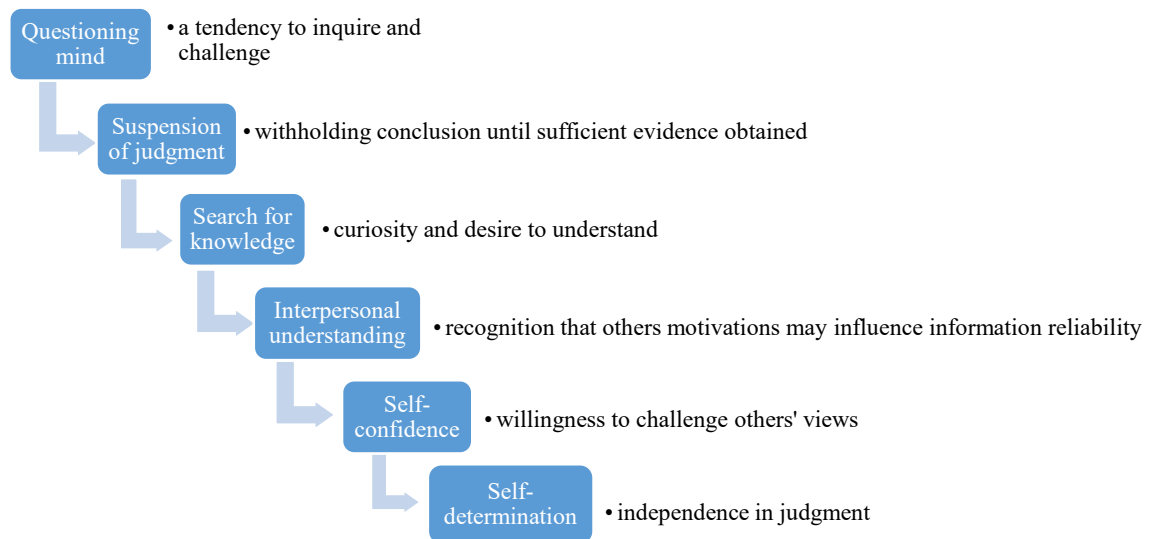 Questioning
mind
• a tendency to inquire and
challenge
Suspension
of judgment
• withholding conclusion until sufficient evidence obtained
Search for
knowledge
• curiosity and desire to understand
Interpersonal
understanding
• recognition that others motivations may influence information reliability
Self-
confidence
• willingness to challenge others' views
Self-
determination
• independence in judgment